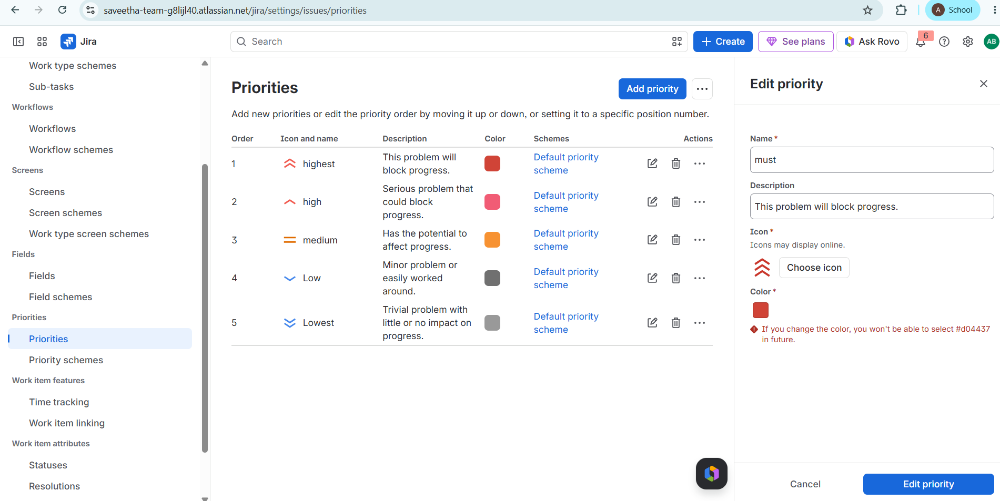 saveetha-team-g8lijl40.atlassian.net/jira/settings/issues/priorities
A School
Jira
Search
Create
See plans
Ask Rovo
6
AB
Work type schemes
Sub-tasks
Workflows
Workflows
Workflow schemes
Screens
Screens
Screen schemes
Work type screen schemes
Fields
Fields
Field schemes
Priorities
Priorities
Priority schemes
Work item features
Time tracking
Work item linking
Work item attributes
Statuses
Resolutions
Priorities
Add priority
Add new priorities or edit the priority order by moving it up or down, or setting it to a specific position number.
Order Icon and name Description Color Schemes Actions
1 highest
This problem will
block progress.
Default priority
scheme
2 high
Serious problem that
could block
progress.
Default priority
scheme
3 medium
Has the potential to
affect progress.
Default priority
scheme
4 Low
Minor problem or
easily worked
around.
Default priority
scheme
5 Lowest
Trivial problem with
little or no impact on
progress.
Default priority
scheme
Edit priority
Name *
must
Description
This problem will block progress.
Icon *
Icons may display online.
Choose icon
Color *
If you change the color, you won't be able to select #d04437
in future.
Cancel
Edit priority